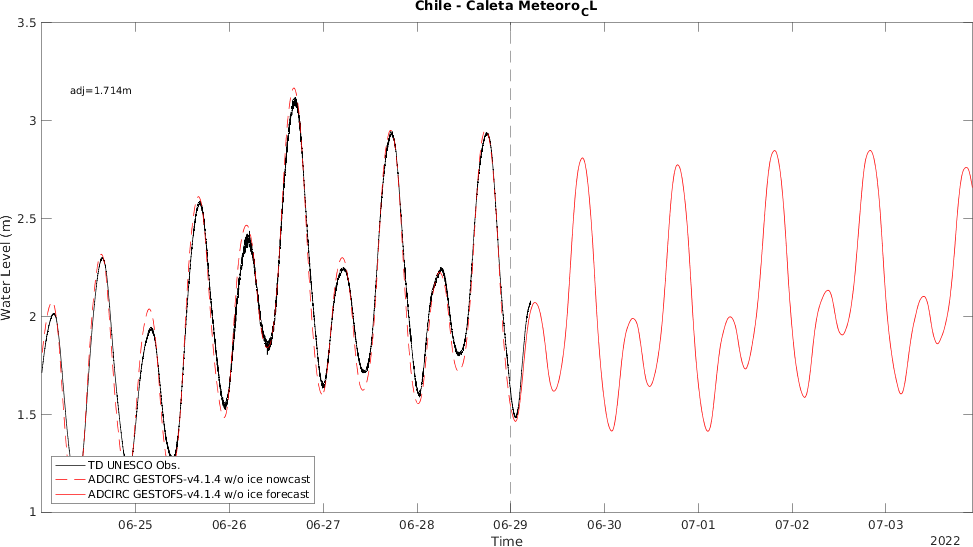 Chile - Caleta Meteoro_CL
adj=1.714m
Water Level (m)
3.5
3
2.5
2
1.5
1
TD UNESCO Obs.
ADCIRC GESTOFS-v4.1.4 w/o ice nowcast
ADCIRC GESTOFS-v4.1.4 w/o ice forecast
06-25 06-26 06-27 06-28 06-29 06-30 07-01 07-02 07-03
Time
2022